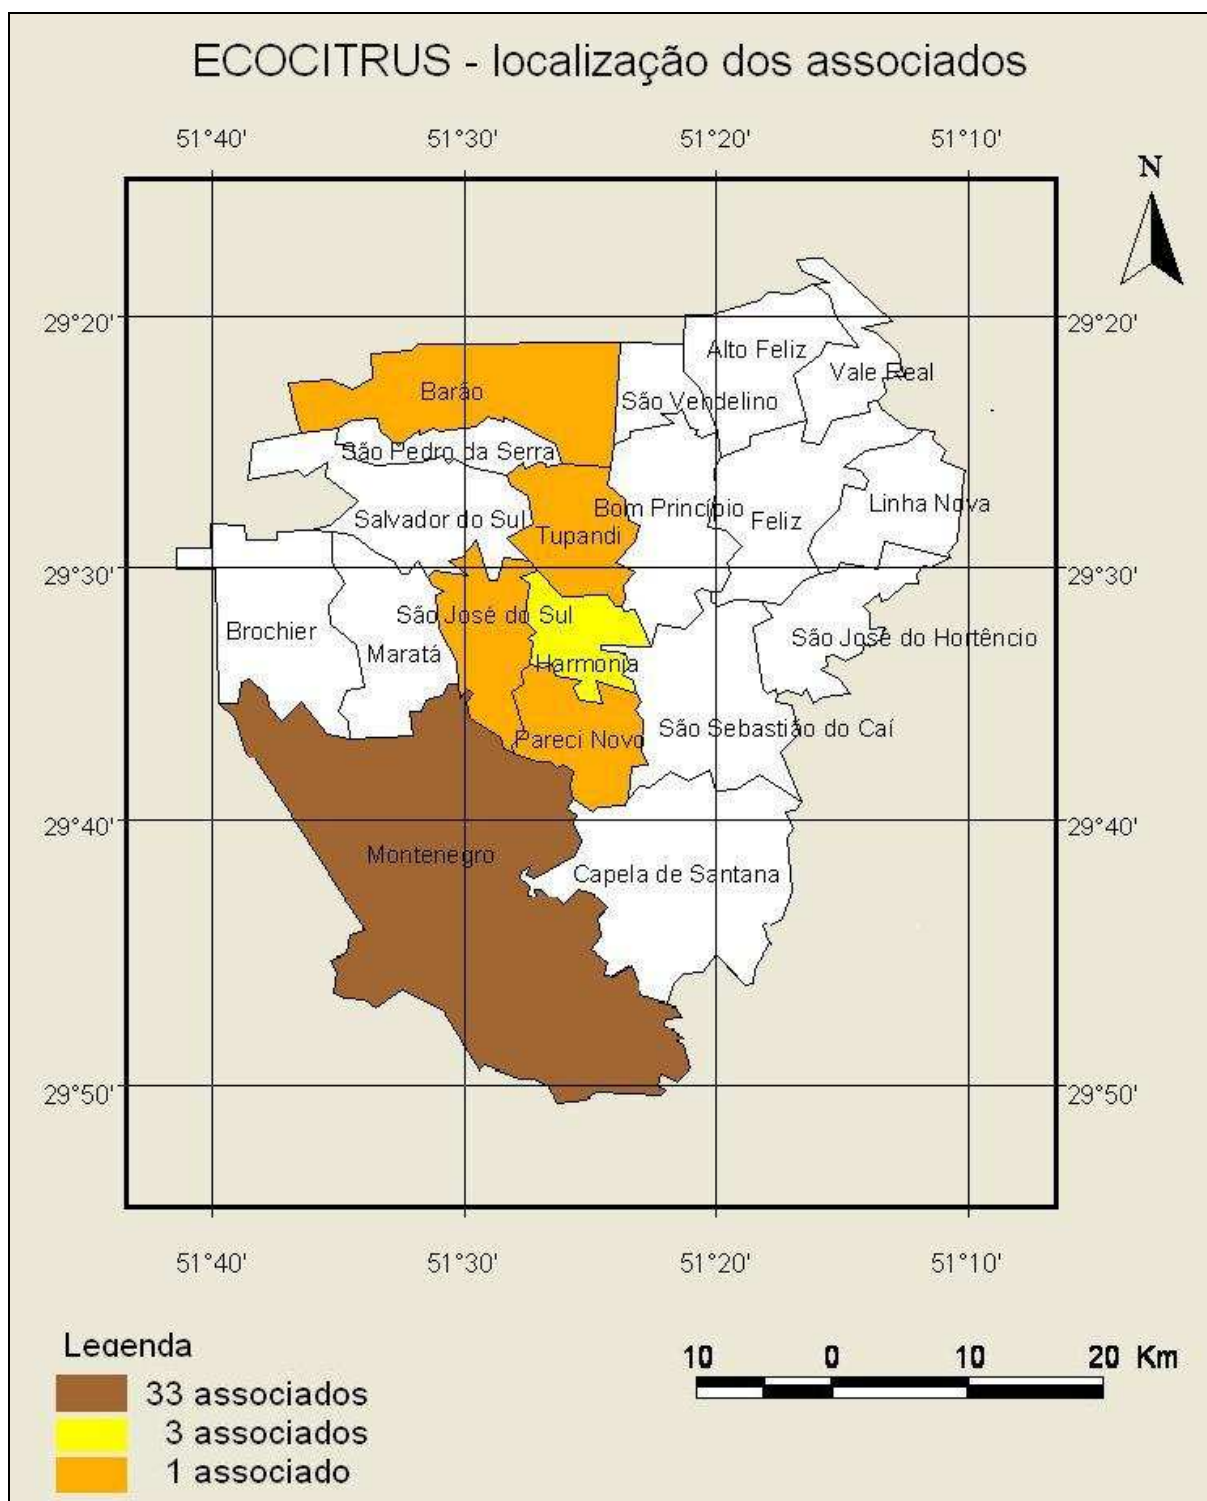 ECOCITRUS - localização dos associados
51°40' 51°30' 51°20' 51°10'
N
29°20' 29°20'
Alto Feliz
Vale Real
Barão
São Vendelino
São Pedro da Serra
Linha Nova
Bom Princípio
Salvador do Sul
Feliz
Tupandi
29°30' 29°30'
São José do Sul
Brochier
São José do Hortêncio
Maratá
Harmonia
São Sebastião do Caí
Pareci Novo
29°40' 29°40'
Montenegro
Capela de Santana
29°50' 29°50'
51°40' 51°30' 51°20' 51°10'
Legenda
10 0 10 20 Km
33 associados
3 associados
1 associado